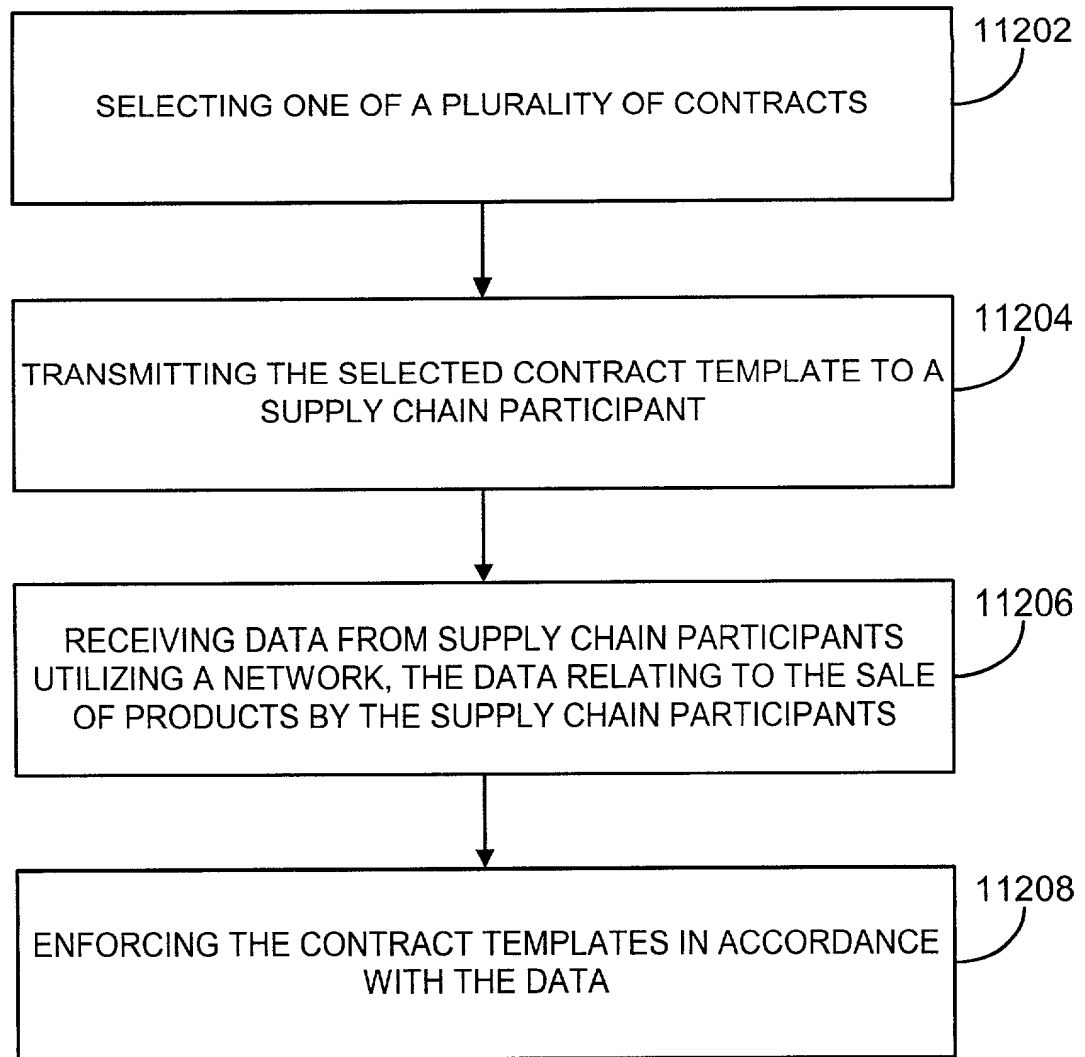 11202
SELECTING ONE OF A PLURALITY OF CONTRACTS
11204
TRANSMITTING THE SELECTED CONTRACT TEMPLATE TO A
SUPPLY CHAIN PARTICIPANT
11206
RECEIVING DATA FROM SUPPLY CHAIN PARTICIPANTS
UTILIZING A NETWORK, THE DATA RELATING TO THE SALE
OF PRODUCTS BY THE SUPPLY CHAIN PARTICIPANTS
11208
ENFORCING THE CONTRACT TEMPLATES IN ACCORDANCE
WITH THE DATA